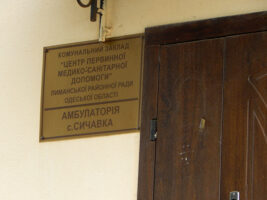 КОМУНАЛЬНИЙ ЗАКЛАД
"ЦЕНТР ПЕРВИННОЇ
МЕДИКО-САНІТАРНОЇ
ДОПОМОГИ"
ЛИМАНСЬКОЇ РАЙОННОЇ РАДИ
ОДЕСЬКОЇ ОБЛАСТІ
АМБУЛАТОРІЯ
с.СИЧАВКА